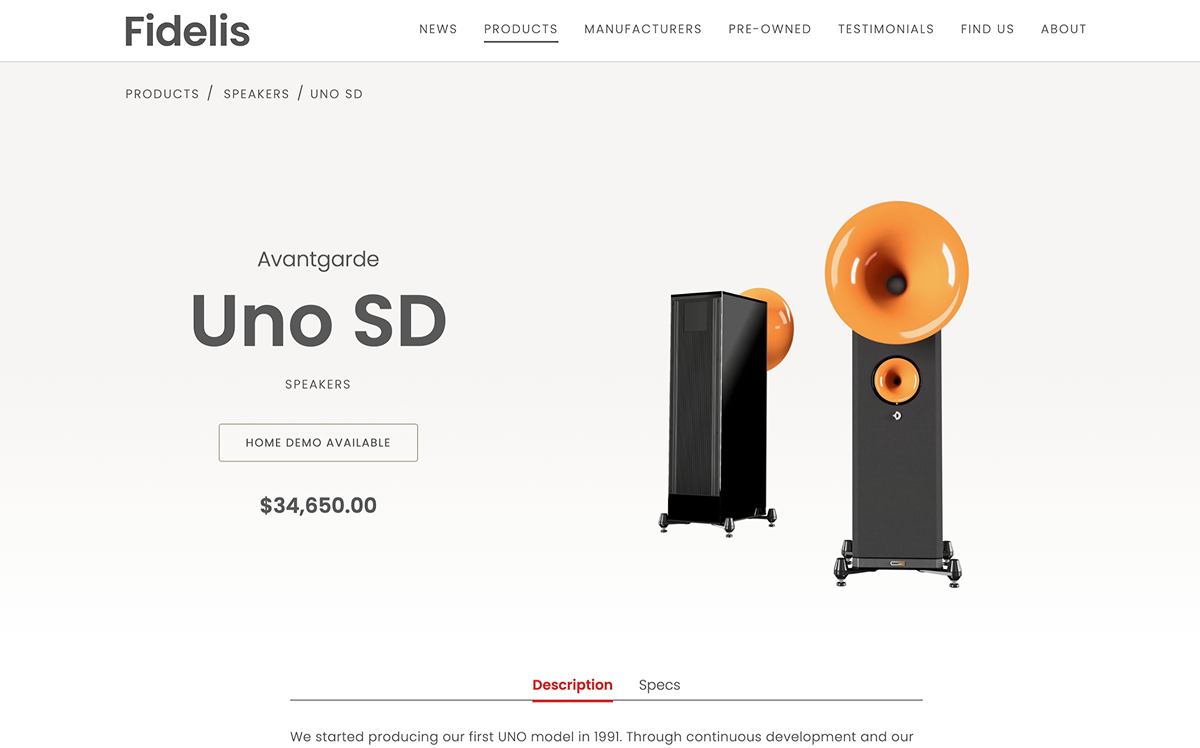 Fidelis
NEWS PRODUCTS MANUFACTURERS PRE-OWNED TESTIMONIALS FIND US ABOUT
PRODUCTS / SPEAKERS / UNO SD
Avantgarde
Uno SD
SPEAKERS
HOME DEMO AVAILABLE
$34,650.00
Description Specs
We started producing our first UNO model in 1991. Through continuous development and our